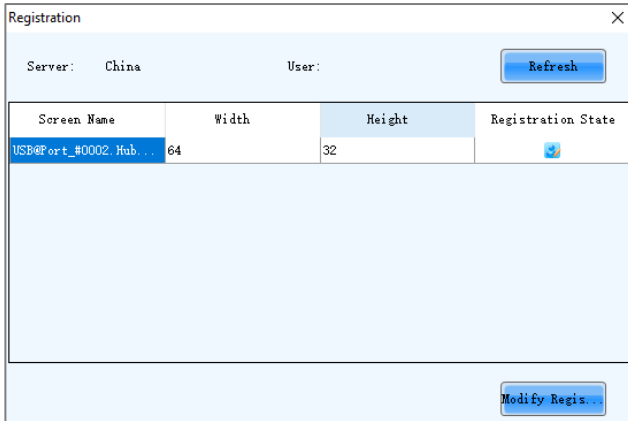 Registration
Server: China User: Refresh
Screen Name Width Height Registration State
USB@Port_#0002.Hub... 64 32
Modify Regis...